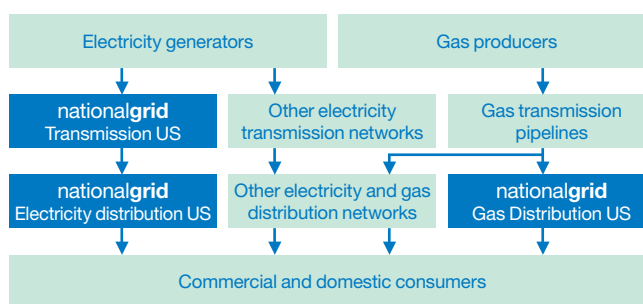 Electricity generators
Gas producers
nationalgrid
Transmission US
Other electricity
transmission networks
Gas transmission
pipelines
nationalgrid
Electricity distribution US
Other electricity and gas
distribution networks
nationalgrid
Gas Distribution US
Commercial and domestic consumers